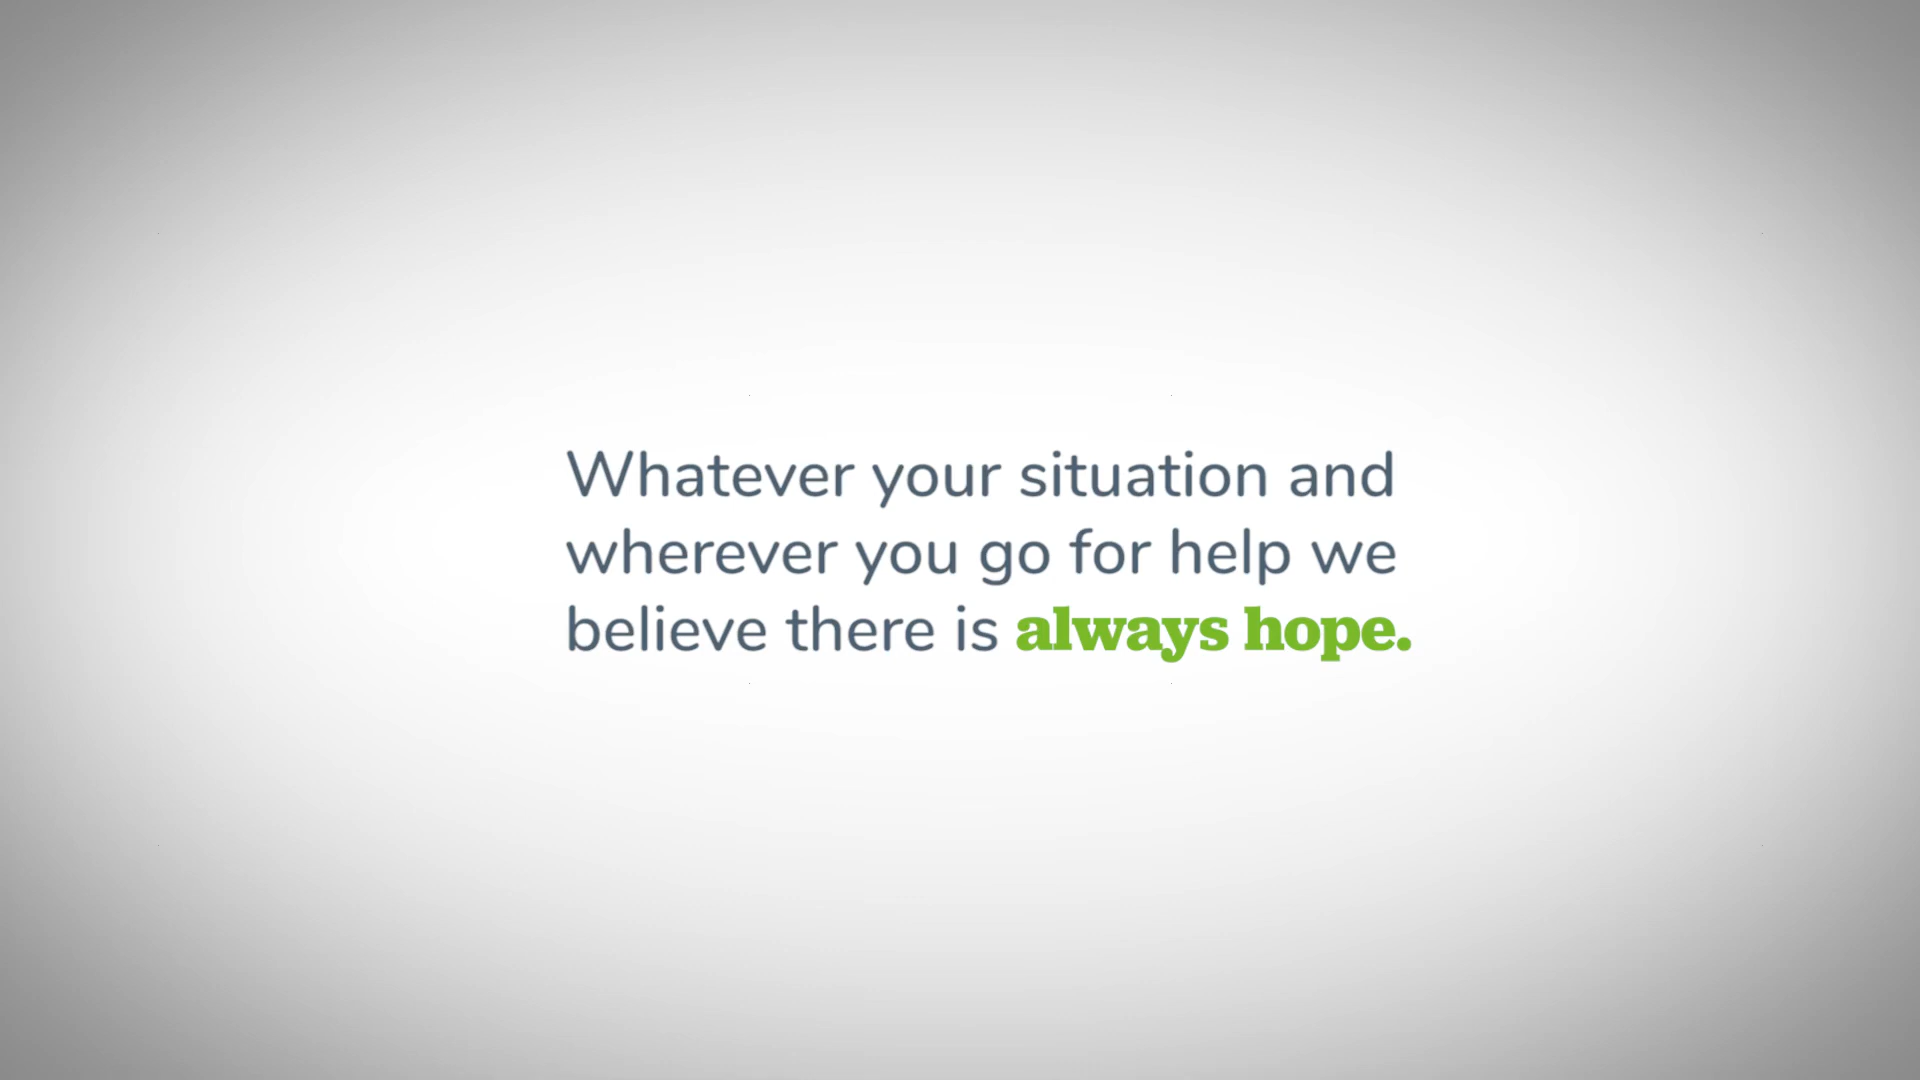 Whatever your situation and
wherever you go for help we
believe there is always hope.